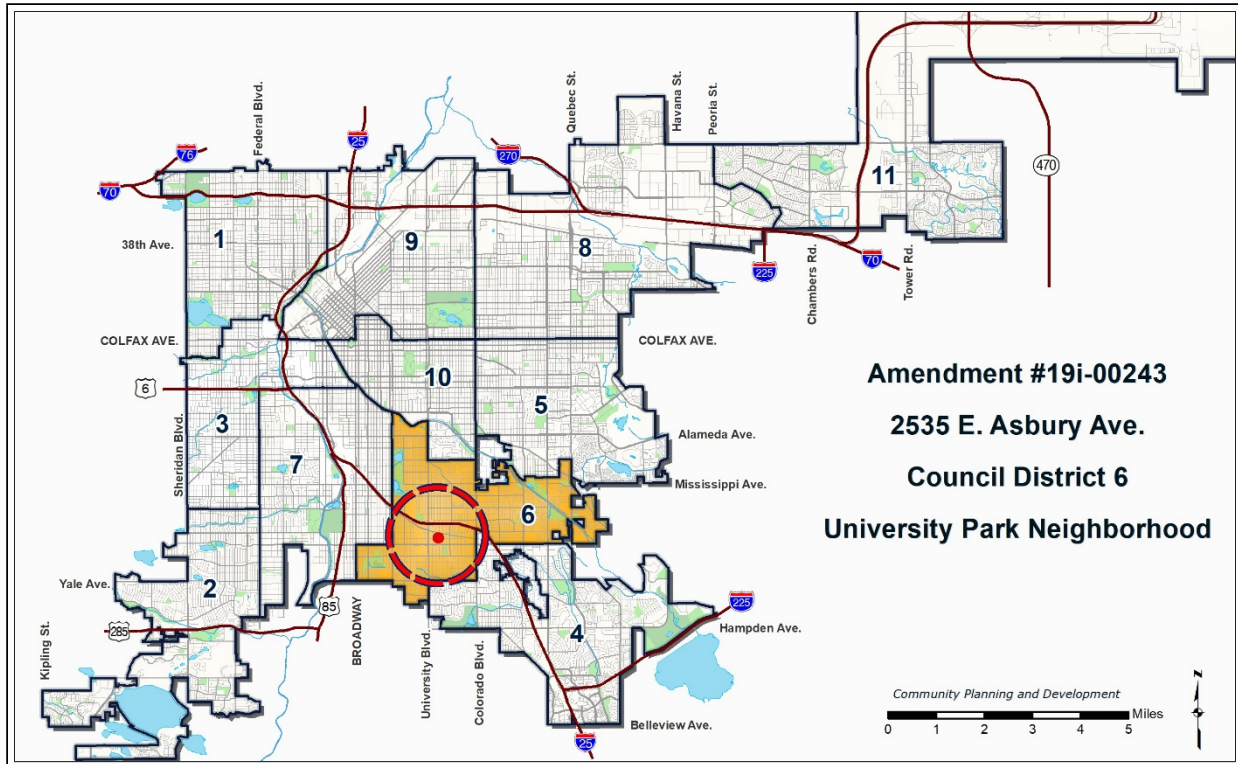 Federal Blvd.
25
76
70
270
Quebec St.
Havana St.
Peoria St.
470
11
1
9
8
38th Ave.
225
Chambers Rd.
70
Tower Rd.
COLFAX AVE.
COLFAX AVE.
6
10
5
3
Sheridan Blvd.
7
Alameda Ave.
Mississippi Ave.
6
Amendment #19i-00243
2535 E. Asbury Ave.
Council District 6
University Park Neighborhood
Yale Ave.
2
85
285
BROADWAY
University Blvd.
Colorado Blvd.
4
225
Hampden Ave.
Kipling St.
Belleview Ave.
25
Community Planning and Development
Miles
0 1 2 3 4 5
N